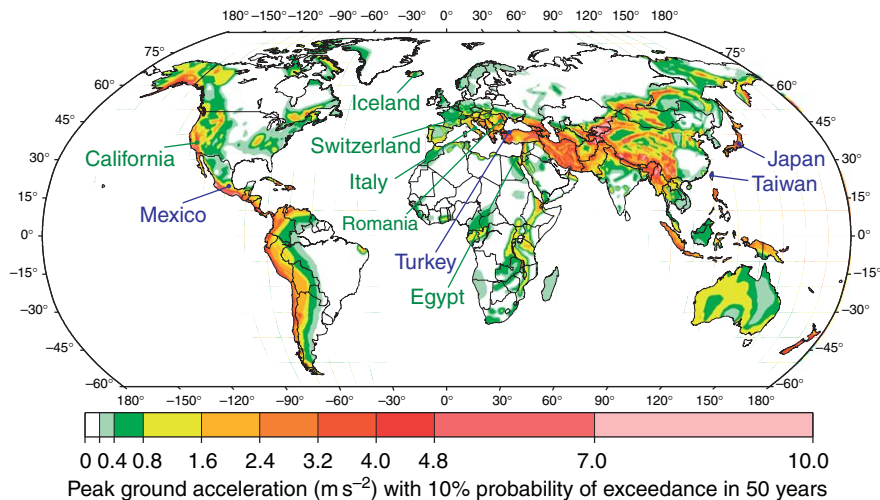 180° −150° −120° −90° −60° −30° 0° 30° 60° 90° 120° 150° 180°
75° 75°
60° 60°
45° 45°
30° 30°
15° 15°
0° 0°
−15° −15°
−30° −30°
−45° −45°
−60° −60°
Iceland
Switzerland
California
Italy
Japan
Taiwan
Mexico
Romania
Turkey
Egypt
180° −150° −120° −90° −60° −30° 0° 30° 60° 90° 120° 150° 180°
0 0.4 0.8 1.6 2.4 3.2 4.0 4.8 7.0 10.0
Peak ground acceleration (m s−2) with 10% probability of exceedance in 50 years